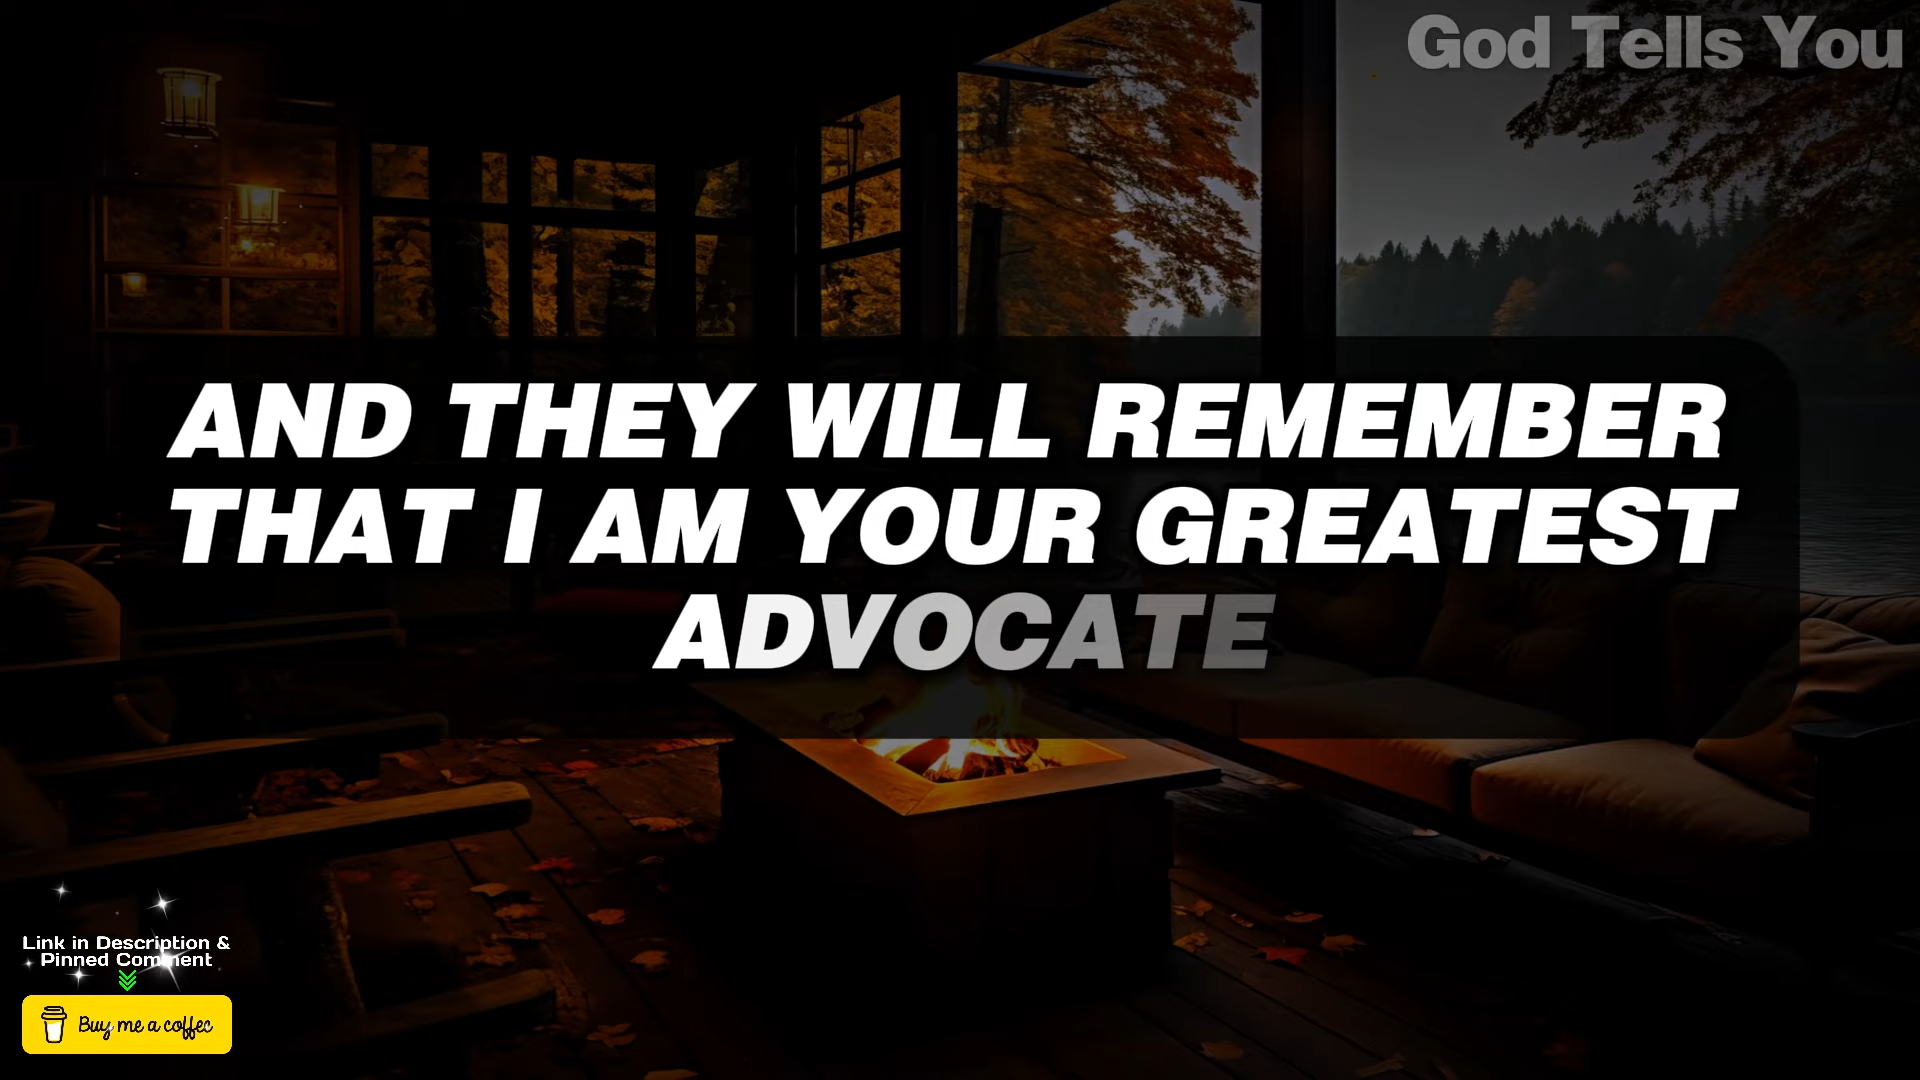 God Tells You
AND THEY WILL REMEMBER
THAT I AM YOUR GREATEST
ADVOCATE
Link in Description &
Pinned Comment
Buy me a coffee